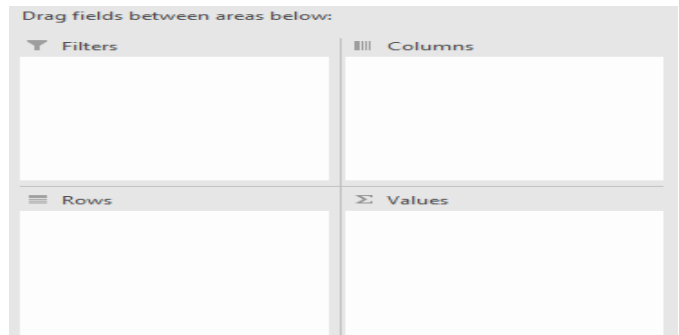 Drag fields between areas below:
Filters
Columns
Rows
Σ Values